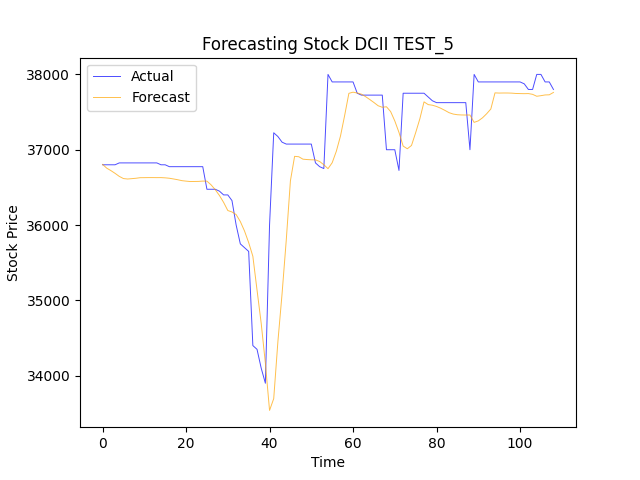 Forecasting Stock DCII TEST_5
Actual
Forecast
38000
37000
36000
35000
34000
Stock Price
0 20 40 60 80 100
Time